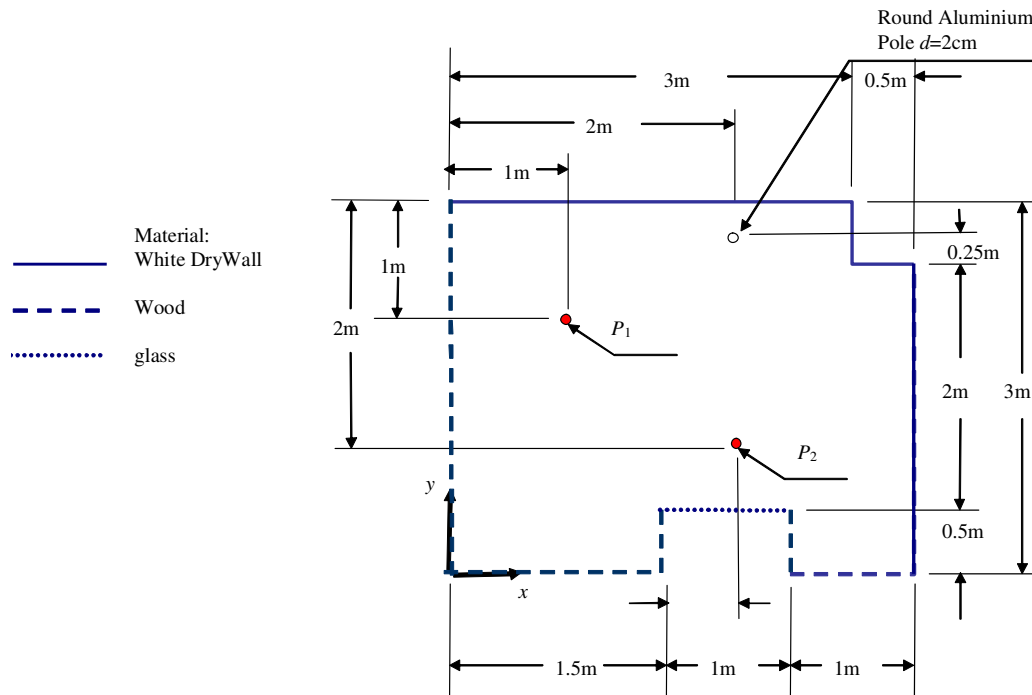 Round Aluminium
Pole d=2cm
3m
0.5m
2m
1m
Material:
White DryWall
Wood
glass
1m
2m
0.25m
P1
2m
3m
P2
y
0.5m
x
1.5m
1m
1m